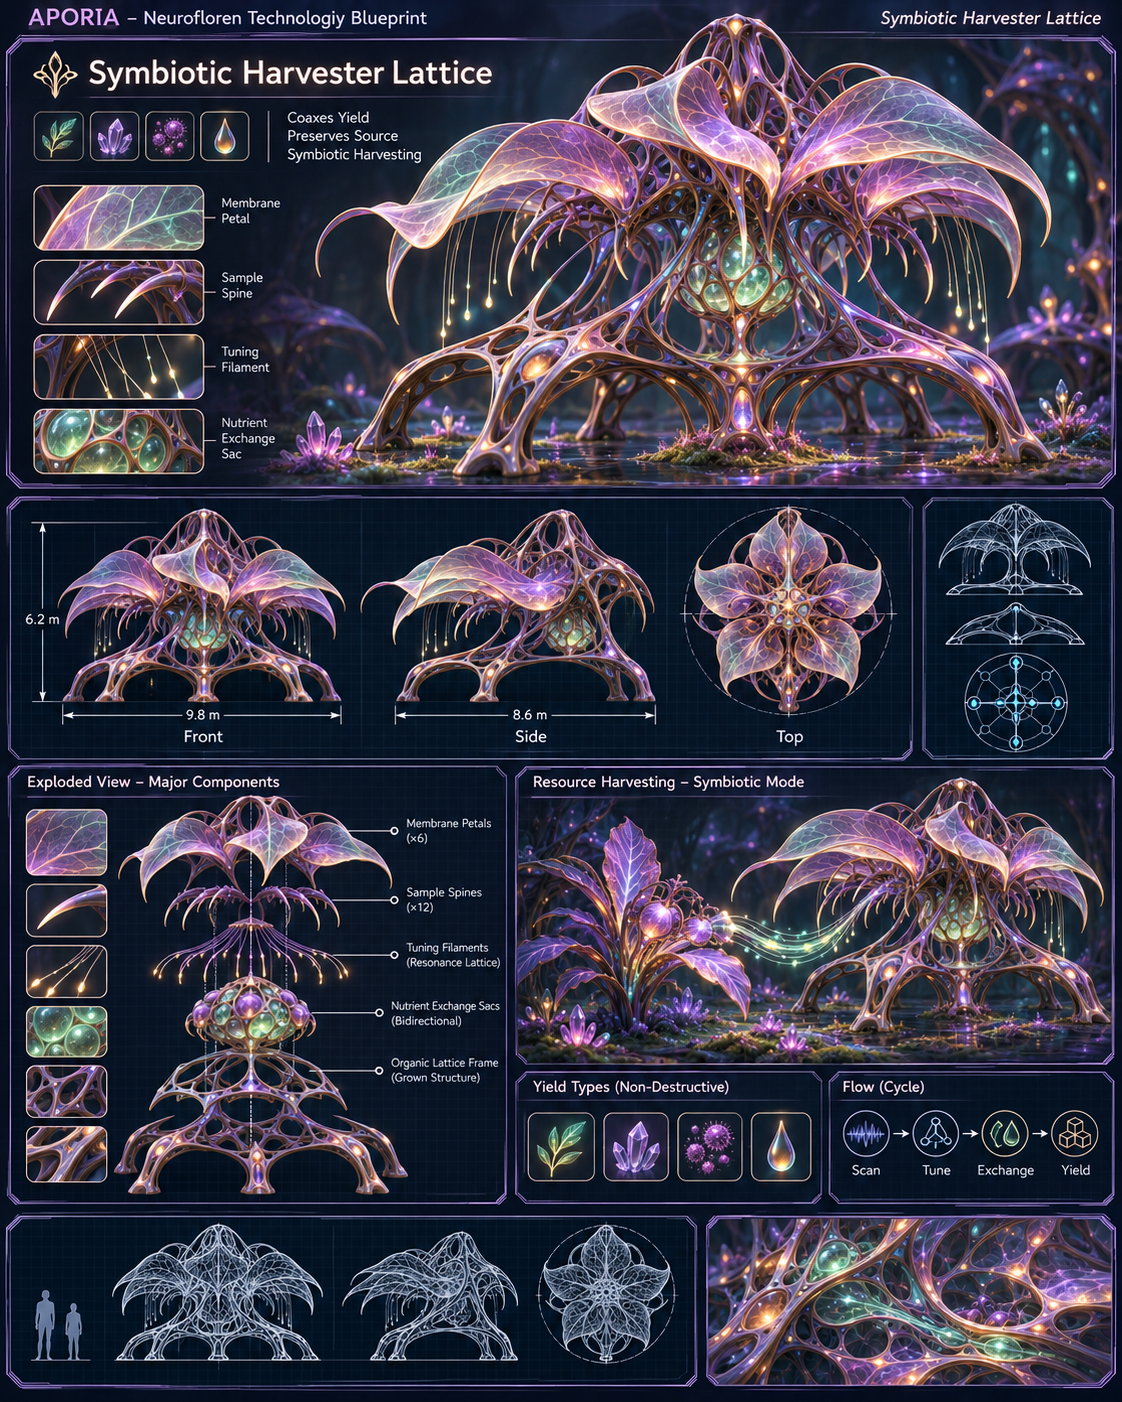 APORIA – Neurofloren Technologiy Blueprint
Symbiotic Harvester Lattice
Symbiotic Harvester Lattice
Coaxes Yield
Preserves Source
Symbiotic Harvesting
Membrane
Petal
Sample
Spine
Tuning
Filament
Nutrient
Exchange
Sac
6.2 m
9.8 m
8.6 m
Front
Side
Top
Exploded View – Major Components
Membrane Petals
(×6)
Sample Spines
(×12)
Tuning Filaments
(Resonance Lattice)
Nutrient Exchange Sacs
(Bidirectional)
Organic Lattice Frame
(Grown Structure)
Resource Harvesting – Symbiotic Mode
Yield Types (Non-Destructive)
Flow (Cycle)
Scan
Tune
Exchange
Yield